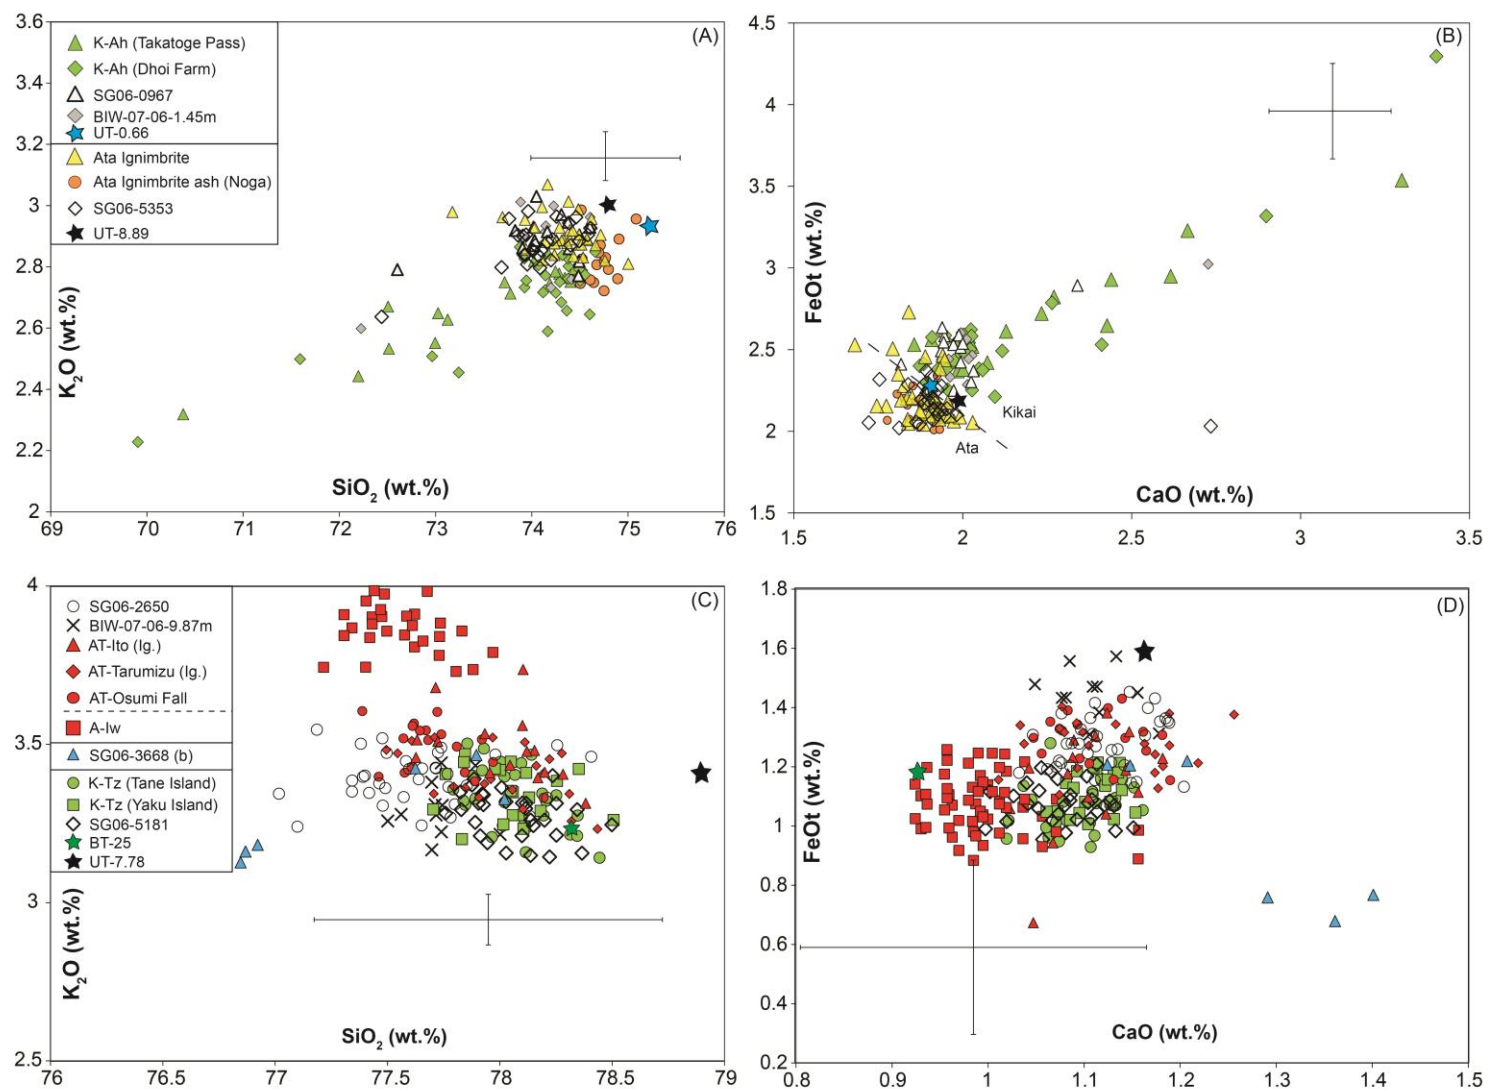 (A)
3.6
3.4
3.2
3
2.8
2.6
2.4
2.2
2
K₂O (wt.%)
K-Ah (Takatoge Pass)
K-Ah (Dhoi Farm)
SG06-0967
BIW-07-06-1.45m
UT-0.66
Ata Ignimbrite
Ata Ignimbrite ash (Noga)
SG06-5353
UT-8.89
SiO₂ (wt.%)
69 70 71 72 73 74 75 76
(B)
4.5
4
3.5
3
2.5
2
1.5
FeOt (wt.%)
Kikai
Ata
CaO (wt.%)
1.5 2 2.5 3 3.5
(C)
4
3.5
3
2.5
K₂O (wt.%)
SG06-2650
BIW-07-06-9.87m
AT-Ito (Ig.)
AT-Tarumizu (Ig.)
AT-Osumi Fall
A-Iw
SG06-3668 (b)
K-Tz (Tane Island)
K-Tz (Yaku Island)
SG06-5181
BT-25
UT-7.78
SiO₂ (wt.%)
76 76.5 77 77.5 78 78.5 79
(D)
1.8
1.6
1.4
1.2
1
0.8
0.6
0.4
0.2
FeOt (wt.%)
CaO (wt.%)
0.8 0.9 1 1.1 1.2 1.3 1.4 1.5